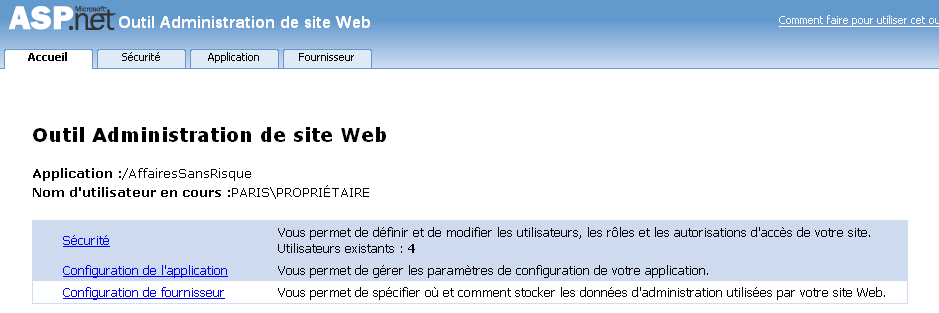 Microsoft
ASP.net Outil Administration de site Web
Comment faire pour utiliser cet ou
Accueil Sécurité Application Fournisseur
Outil Administration de site Web
Application :/AffairesSansRisque
Nom d'utilisateur en cours :PARIS\PROPRIÉTAIRE
Sécurité Vous permet de définir et de modifier les utilisateurs, les rôles et les autorisations d'accès de votre site.
Utilisateurs existants : 4
Configuration de l'application Vous permet de gérer les paramètres de configuration de votre application.
Configuration de fournisseur Vous permet de spécifier où et comment stocker les données d'administration utilisées par votre site Web.